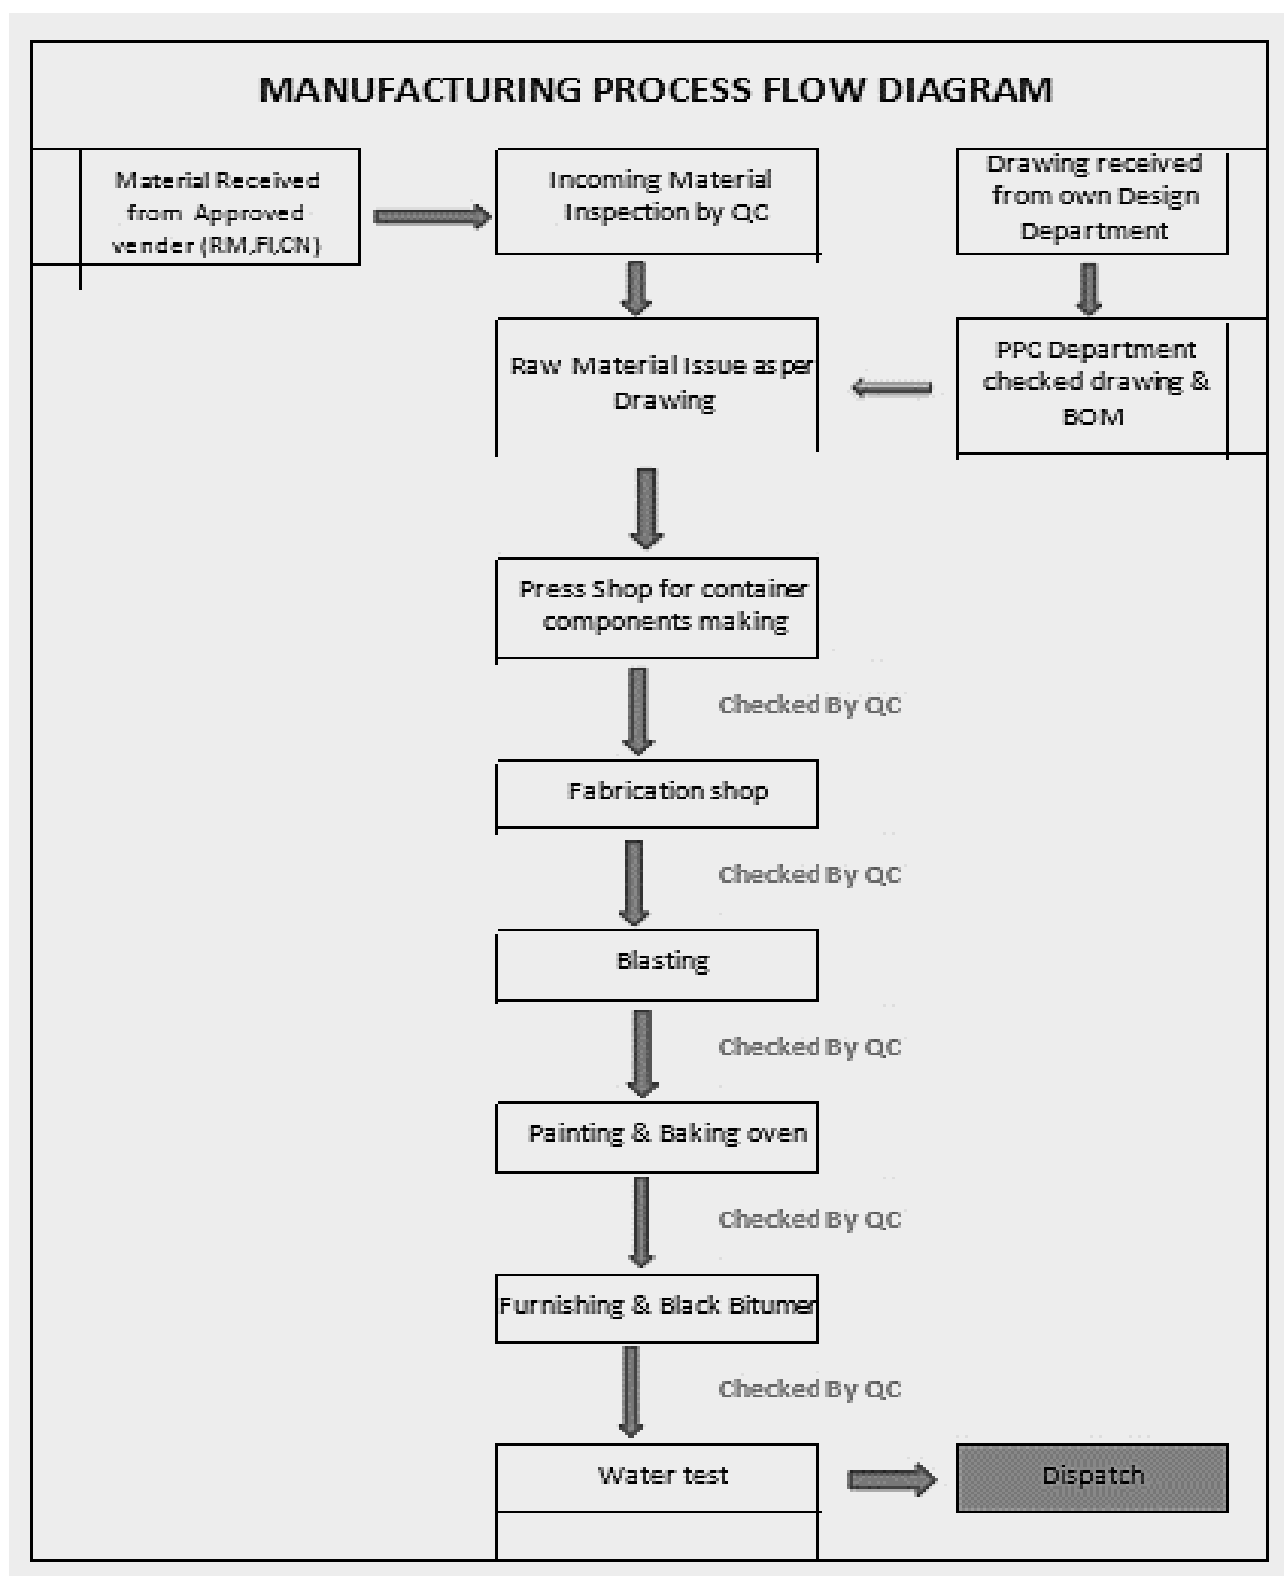 MANUFACTURING PROCESS FLOW DIAGRAM
Material Received
from Approved
vender (RM,FI,CN)
Incoming Material
Inspection by QC
Drawing received
from own Design
Department
Raw Material Issue as per
Drawing
PPC Department
checked drawing &
BOM
Press Shop for container
components making
Checked By QC
Fabrication shop
Checked By QC
Blasting
Checked By QC
Painting & Baking oven
Checked By QC
Furnishing & Black Bitumen
Checked By QC
Water test
Dispatch